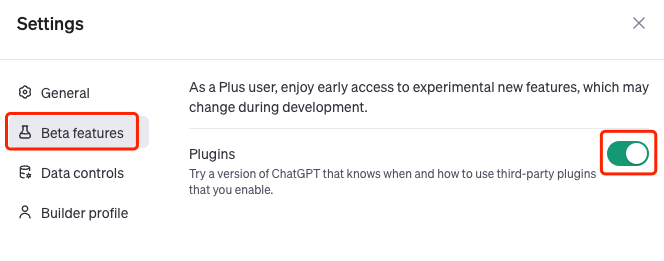 Settings
General
Beta features
Data controls
Builder profile
As a Plus user, enjoy early access to experimental new features, which may
change during development.
Plugins
Try a version of ChatGPT that knows when and how to use third-party plugins
that you enable.